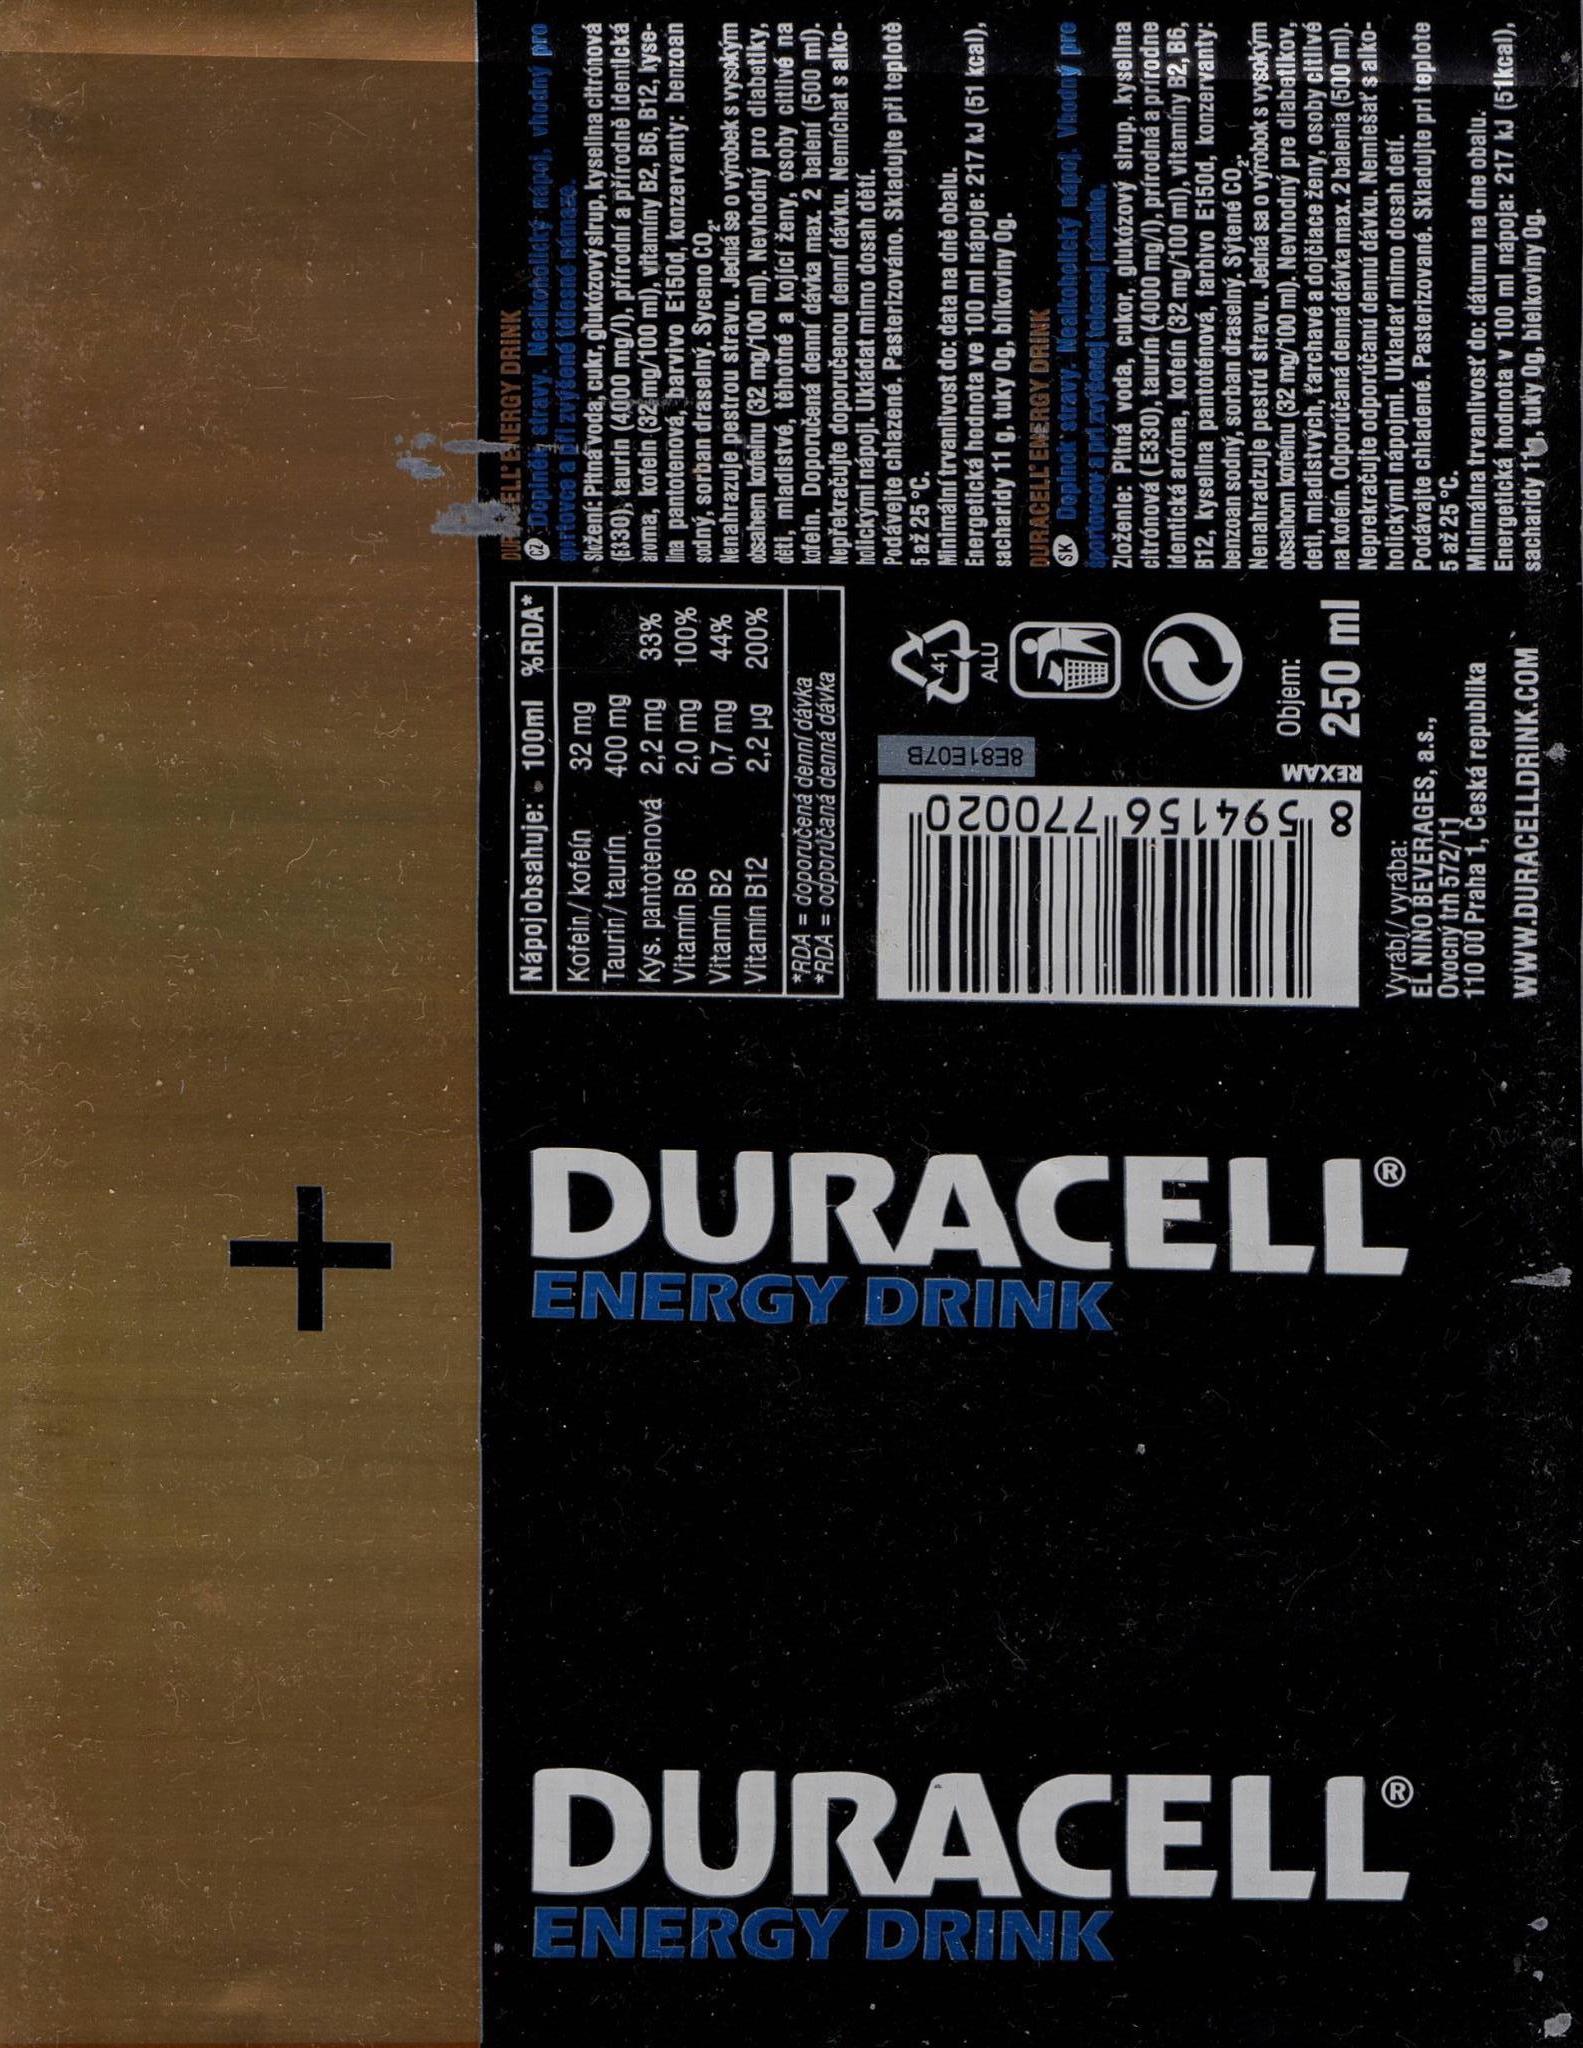 DURACELL®
ENERGY DRINK
DURACELL®
ENERGY DRINK
+
Nápoj obsahuje: 100ml %RDA*
Kofein / kofeín 32 mg
Taurin / taurín 400 mg
Kys. pantotenová 2,2 mg 33%
Vitamín B6 2,0 mg 100%
Vitamín B2 0,7 mg 44%
Vitamín B12 2,2 µg 200%
*RDA = doporučená denní dávka
*RDA = odporúčaná denná dávka
8 594156 770020
8E81E07B
REXAM
41
ALU
Objem:
250 ml
Vyrábí / vyrába:
EL NINO BEVERAGES, a.s.,
Ovocný trh 572/11
110 00 Praha 1, Česká republika
WWW.DURACELLDRINK.COM
DURACELL® ENERGY DRINK
CZ Doplněk stravy. Nealkoholický nápoj, vhodný pro
sportovce a při zvýšené tělesné námaze.
Složení: Pitná voda, cukr, glukózový sirup, kyselina citrónová
(E330), taurin (4000 mg/l), přírodní a přírodně identická
aroma, kofein (32 mg/100 ml), vitamíny B2, B6, B12, kyse-
lina pantotenová, barvivo E150d, konzervanty: benzoan
sodný, sorban draselný. Syceno CO₂.
Nenahrazuje pestrou stravu. Jedná se o výrobek s vysokým
obsahem kofeinu (32 mg/100 ml). Nevhodný pro diabetiky,
děti, mladistvé, těhotné a kojící ženy, osoby citlivé na
kofein. Doporučená denní dávka max. 2 balení (500 ml).
Nepřekračujte doporučenou denní dávku. Nemíchat s alko-
holickými nápoji. Ukládat mimo dosah dětí.
Podávejte chlazené. Pasterizováno. Skladujte při teplotě
5 až 25 °C.
Minimální trvanlivost do: data na dně obalu.
Energetická hodnota ve 100 ml nápoje: 217 kJ (51 kcal),
sacharidy 11 g, tuky 0g, bílkoviny 0g.
DURACELL® ENERGY DRINK
SK Doplnok stravy. Nealkoholický nápoj. Vhodný pre
športovcov a pri zvýšenej telesnej námahe.
Zloženie: Pitná voda, cukor, glukózový sirup, kyselina
citrónová (E330), taurín (4000 mg/l), prírodná a prírodne
identická aróma, kofeín (32 mg/100 ml), vitamíny B2, B6,
B12, kyselina pantoténová, farbivo E150d, konzervanty:
benzan sodný, sorban draselný. Sýtené CO₂.
Nenahradzuje pestrú stravu. Jedná sa o výrobok s vysokým
obsahom kofeínu (32 mg/100 ml). Nevhodný pre diabetikov,
deti, mladistvých, ťarchavé a dojčiace ženy, osoby citlivé
na kofeín. Odporíčaná denná dávka max. 2 balenia (500 ml).
Neprekračujte odporúčaní dennú dávku. Nemiešať s alko-
holickými nápojmi. Ukladať mimo dosah detí.
Podávajte chladené. Pasterizované. Skladujte pri teplote
5 až 25 °C.
Minimálna trvanlivosť do: dátumu na dne obalu.
Energetická hodnota v 100 ml nápoja: 217 kJ (51kcal),
sacharidy 11 , tuky 0g, bielkoviny 0g.